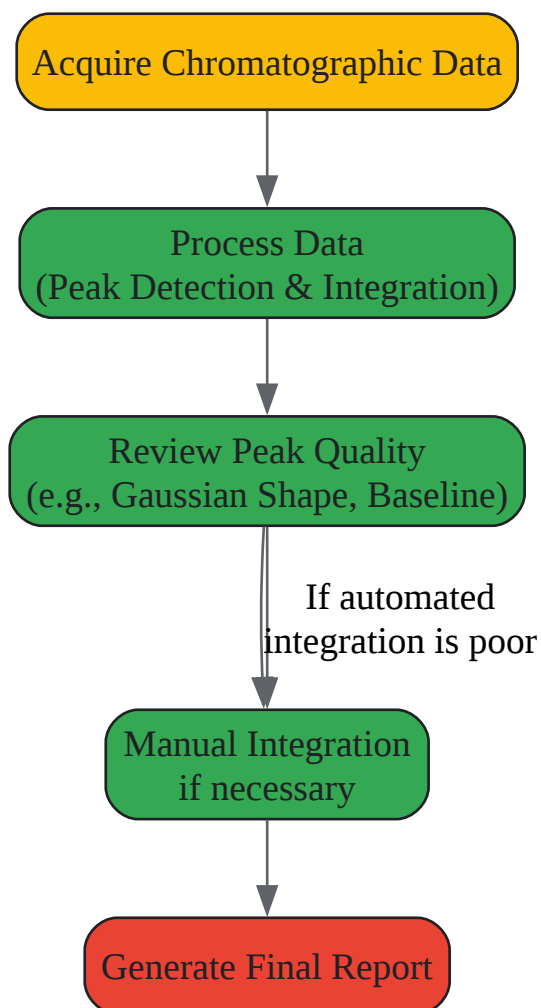 Acquire Chromatographic Data
Process Data
(Peak Detection & Integration)
Review Peak Quality
(e.g., Gaussian Shape, Baseline)
If automated
integration is poor
Manual Integration
if necessary
Generate Final Report